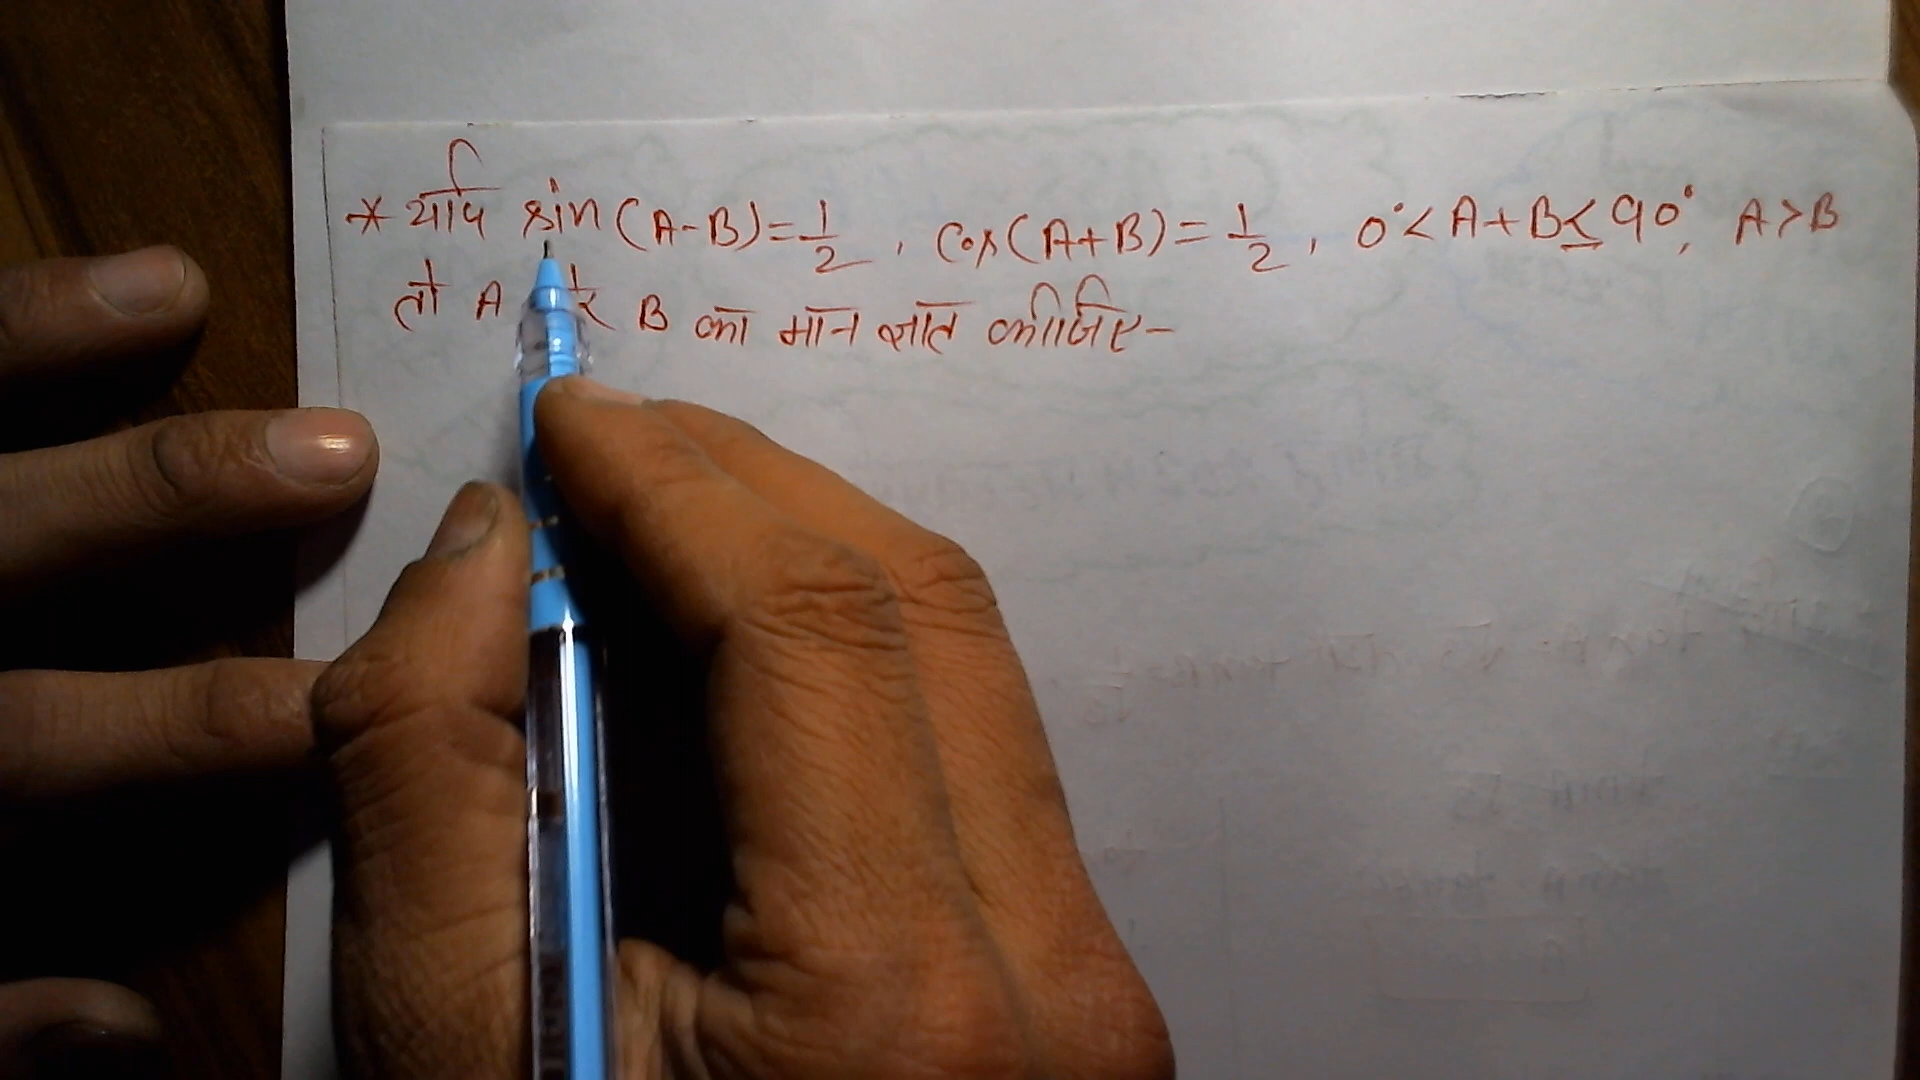 * यदि sin(A-B)=1/2, cos(A+B)=1/2, 0°<A+B≤90°, A>B
तो A B का मान ज्ञात कीजिए-